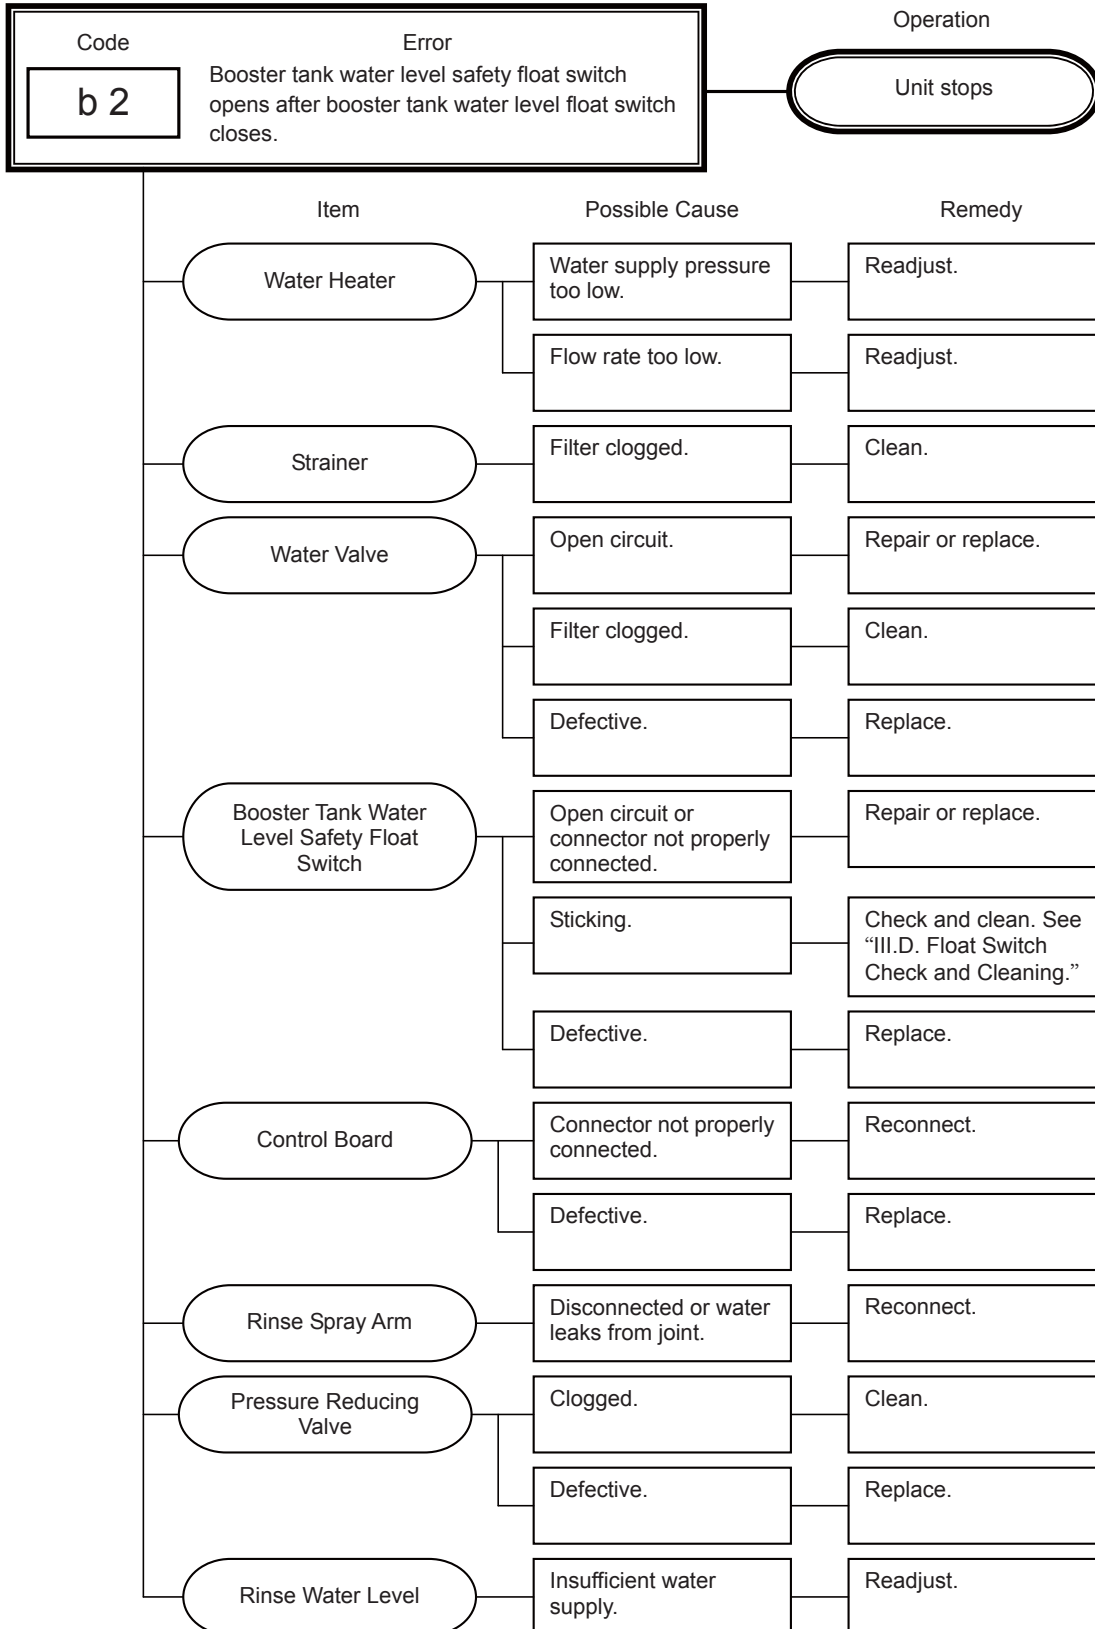 Operation
Code
Error
b 2
Booster tank water level safety float switch
opens after booster tank water level float switch
closes.
Unit stops
Item
Possible Cause
Remedy
Water Heater
Water supply pressure
too low.
Readjust.
Flow rate too low.
Readjust.
Strainer
Filter clogged.
Clean.
Water Valve
Open circuit.
Repair or replace.
Filter clogged.
Clean.
Defective.
Replace.
Booster Tank Water
Level Safety Float
Switch
Open circuit or
connector not properly
connected.
Repair or replace.
Sticking.
Check and clean. See
“III.D. Float Switch
Check and Cleaning.”
Defective.
Replace.
Control Board
Connector not properly
connected.
Reconnect.
Defective.
Replace.
Rinse Spray Arm
Disconnected or water
leaks from joint.
Reconnect.
Pressure Reducing
Valve
Clogged.
Clean.
Defective.
Replace.
Rinse Water Level
Insufficient water
supply.
Readjust.